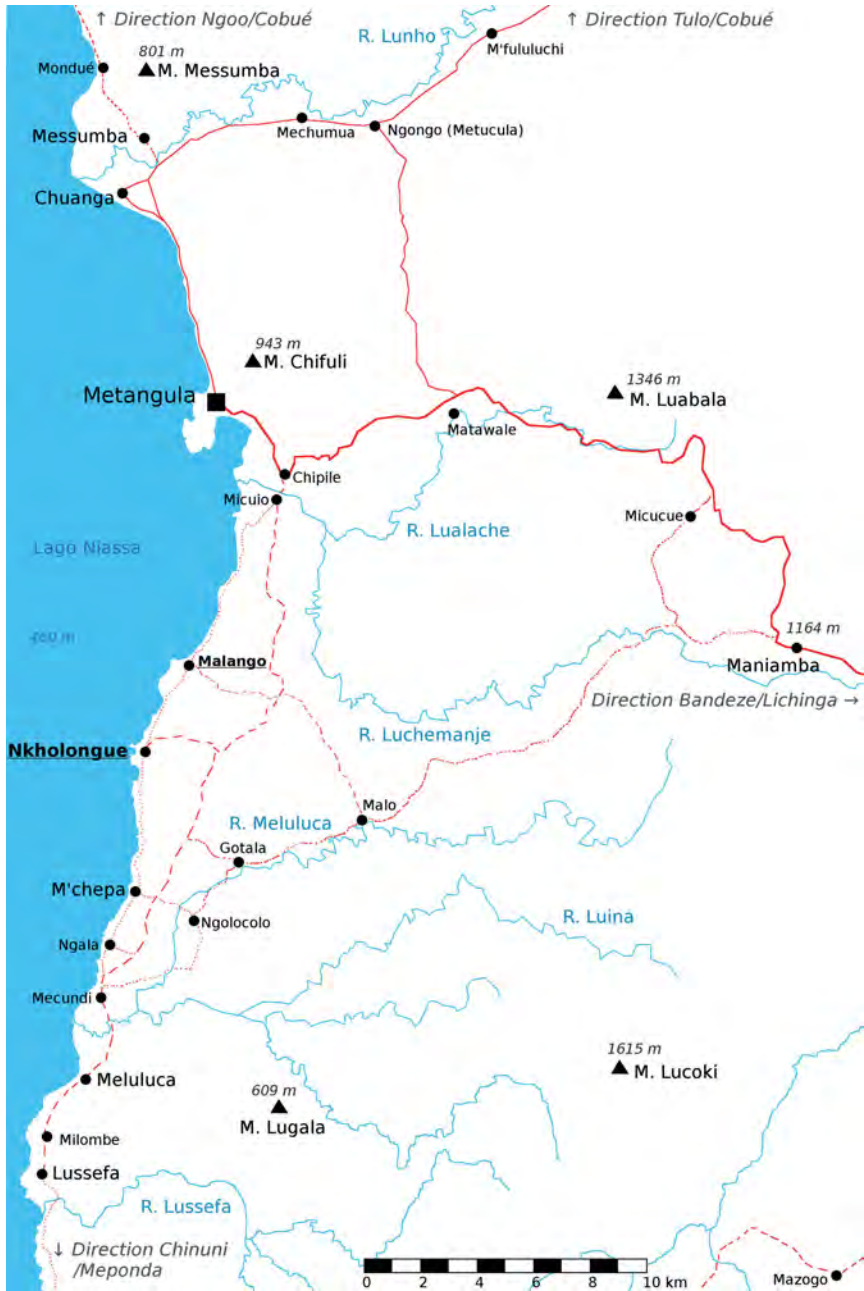 ↑ Direction Ngoo/Cobué
↑ Direction Tulo/Cobué
R. Lunho
M'fululuchi
801 m
Mondué
M. Messumba
Messumba
Mechumua
Ngongo (Metucula)
Chuanga
943 m
M. Chifuli
1346 m
M. Luabala
Metangula
Matawale
Chipile
Micuio
Micucue
R. Lualache
Lago Niassa
1164 m
Malango
Maniamba
Direction Bandeze/Lichinga →
R. Luchemanje
Nkholongue
Malo
R. Meluluca
Gotala
M'chepa
Ngolocolo
R. Luina
Ngala
Mecundi
1615 m
M. Lucoki
Meluluca
609 m
M. Lugala
Milombe
Lussefa
R. Lussefa
↓ Direction Chinuni
/Meponda
0 2 4 6 8 10 km
Mazogo